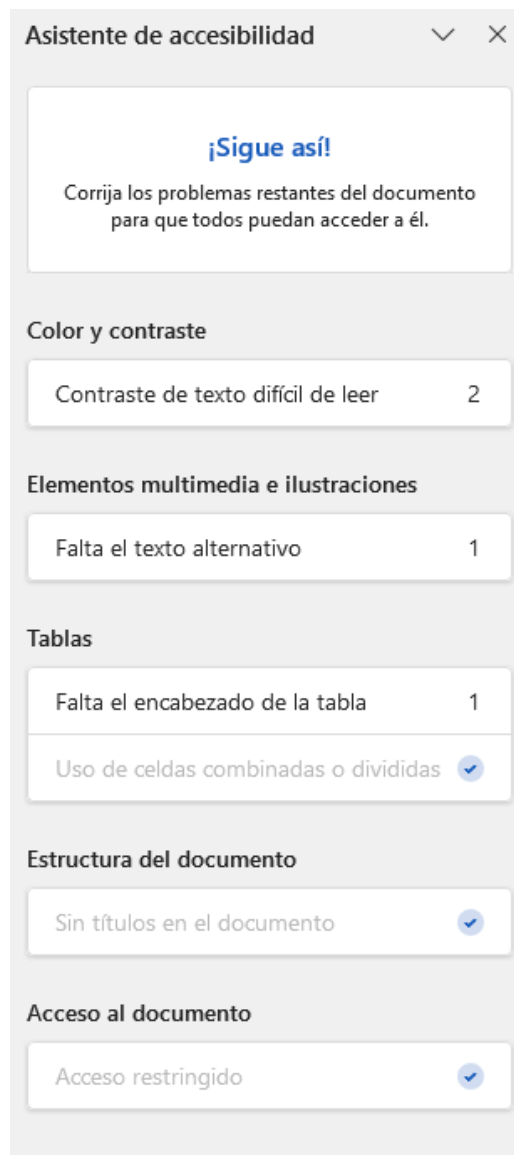 Asistente de accesibilidad
¡Sigue así!
Corrija los problemas restantes del documento
para que todos puedan acceder a él.
Color y contraste
Contraste de texto difícil de leer 2
Elementos multimedia e ilustraciones
Falta el texto alternativo 1
Tablas
Falta el encabezado de la tabla 1
Uso de celdas combinadas o divididas
Estructura del documento
Sin títulos en el documento
Acceso al documento
Acceso restringido